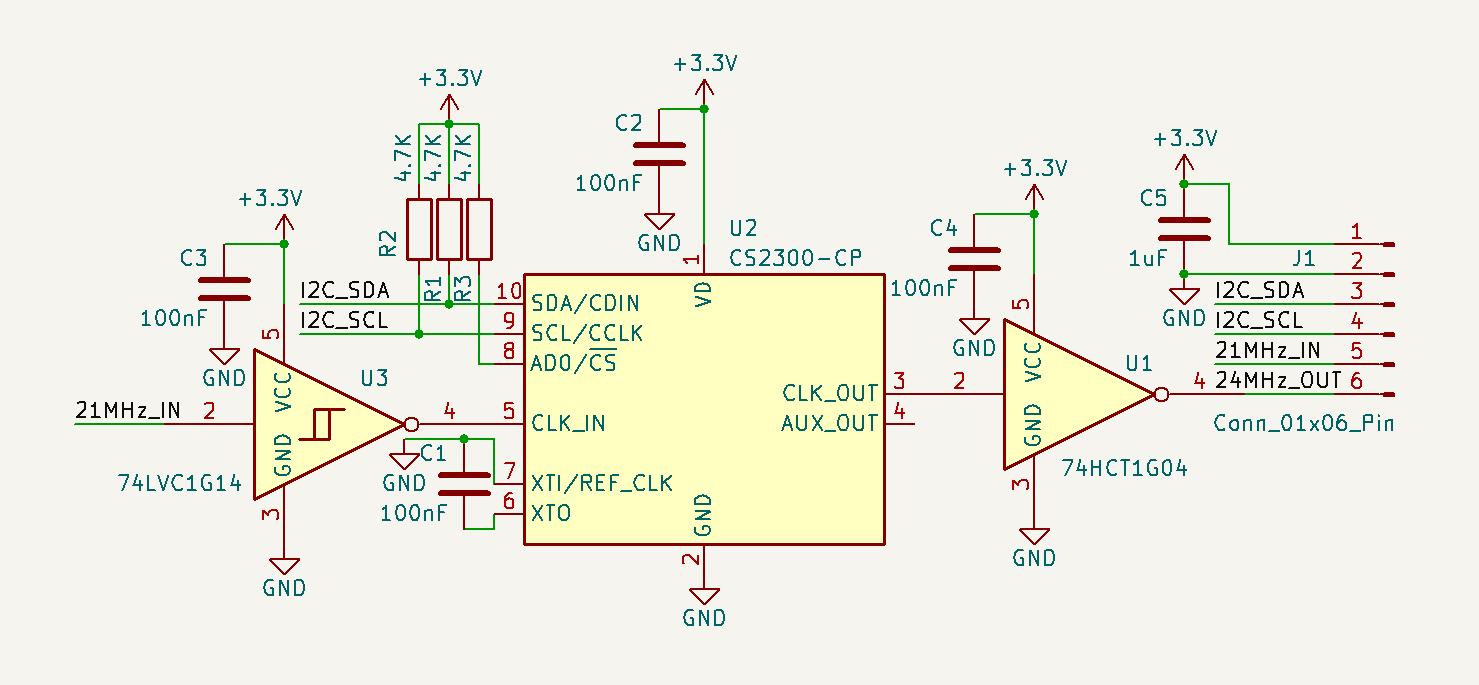 +3.3V
C3
100nF
GND
21MHz_IN
2
5
VCC
GND
U3
4
74LVC1G14
3
GND
+3.3V
4.7K
4.7K
4.7K
R2
R1
R3
I2C_SDA
I2C_SCL
GND
C1
100nF
+3.3V
C2
100nF
GND
U2
CS2300-CP
1
VD
10
SDA/CDIN
9
SCL/CCLK
8
AD0/CS
5
CLK_IN
7
XTI/REF_CLK
6
XTO
3
CLK_OUT
4
AUX_OUT
GND
2
GND
+3.3V
C4
100nF
GND
5
VCC
GND
2
U1
4
74HCT1G04
3
GND
+3.3V
C5
1uF
GND
J1
1
2
I2C_SDA
3
I2C_SCL
4
21MHz_IN
5
24MHz_OUT
6
Conn_01x06_Pin